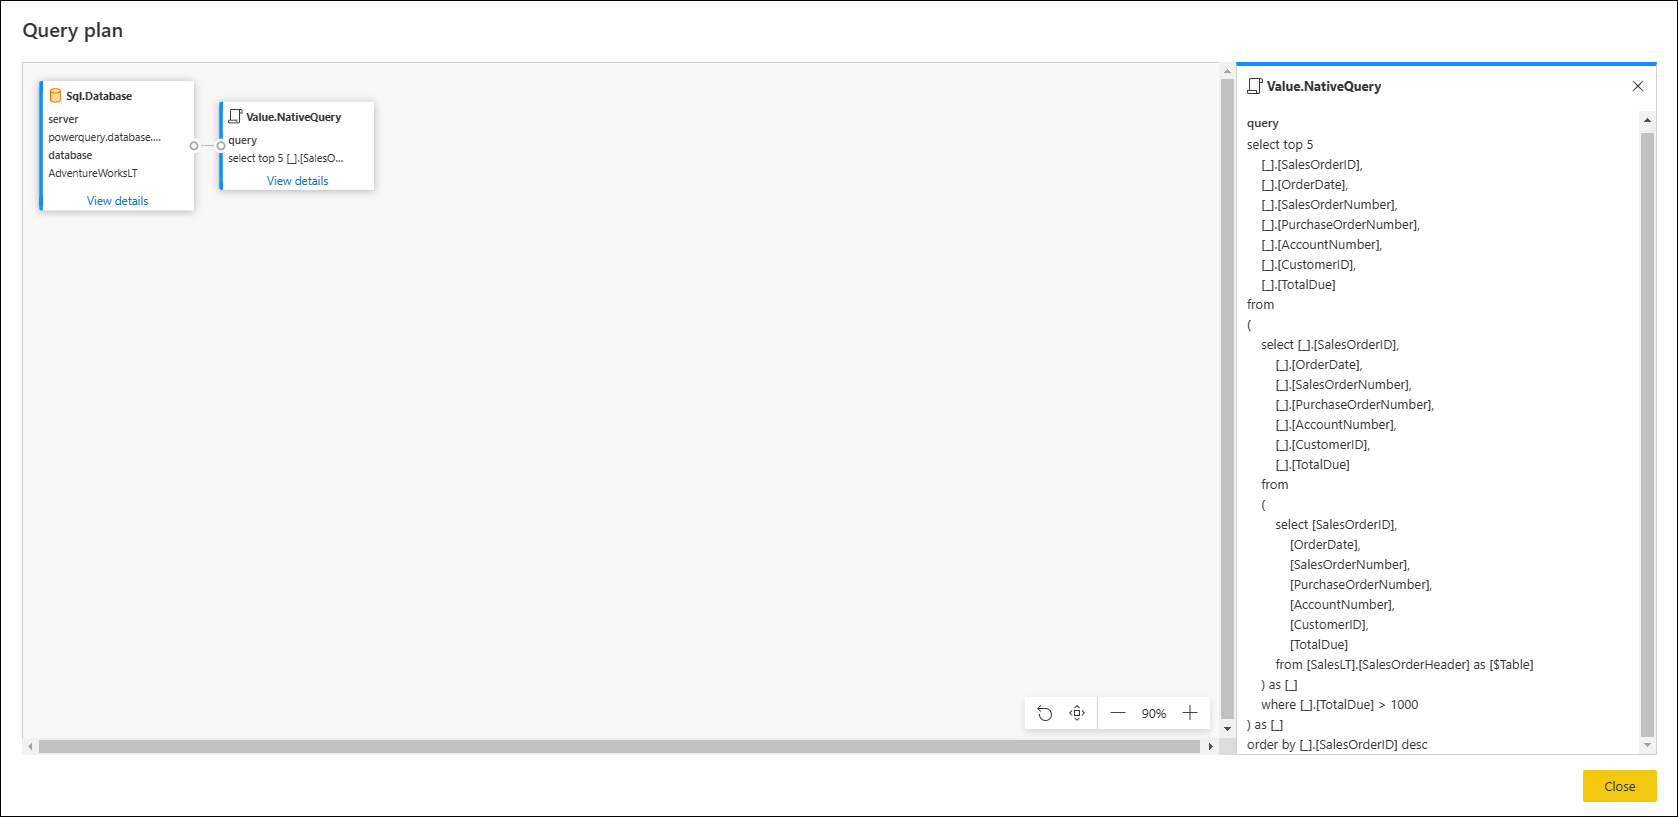 Query plan
Sql.Database
server
powerquery.database....
database
AdventureWorksLT
View details
Value.NativeQuery
query
select top 5 [_].[SalesO...
View details
90%
Value.NativeQuery
query
select top 5
[_].[SalesOrderID],
[_].[OrderDate],
[_].[SalesOrderNumber],
[_].[PurchaseOrderNumber],
[_].[AccountNumber],
[_].[CustomerID],
[_].[TotalDue]
from
(
select [_].[SalesOrderID],
[_].[OrderDate],
[_].[SalesOrderNumber],
[_].[PurchaseOrderNumber],
[_].[AccountNumber],
[_].[CustomerID],
[_].[TotalDue]
from
(
select [SalesOrderID],
[OrderDate],
[SalesOrderNumber],
[PurchaseOrderNumber],
[AccountNumber],
[CustomerID],
[TotalDue]
from [SalesLT].[SalesOrderHeader] as [$Table]
) as [_]
where [_].[TotalDue] > 1000
) as [_]
order by [_].[SalesOrderID] desc
Close